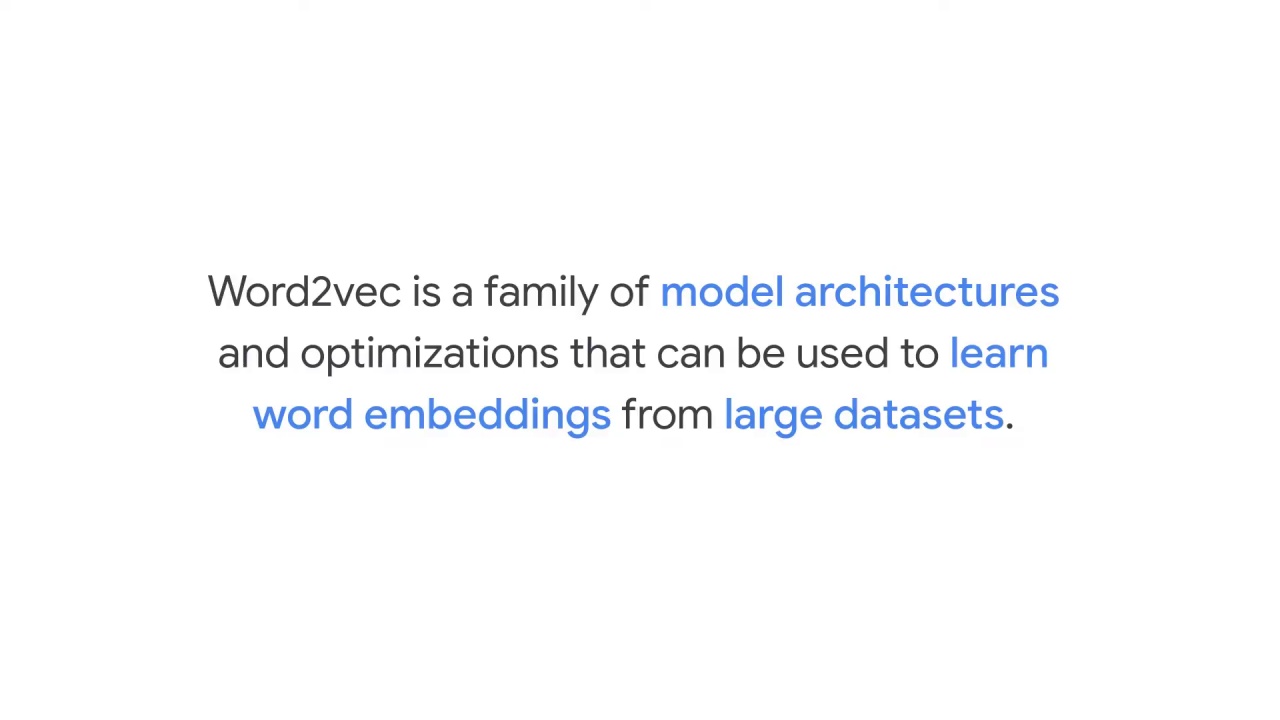 Word2vec is a family of model architectures
and optimizations that can be used to learn
word embeddings from large datasets.